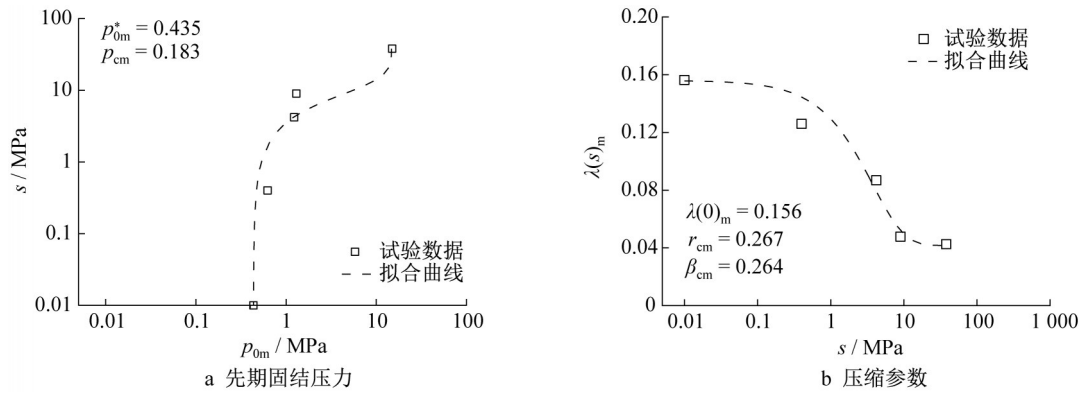 100
10
1
0.1
0.01
s / MPa
p*0m = 0.435
pcm = 0.183
试验数据
拟合曲线
0.01 0.1 1 10 100
p0m / MPa
a 先期固结压力
0.20
0.16
0.12
0.08
0.04
0
λ(s)m
试验数据
拟合曲线
λ(0)m = 0.156
rcm = 0.267
βcm = 0.264
0.01 0.1 1 10 100 1 000
s / MPa
b 压缩参数